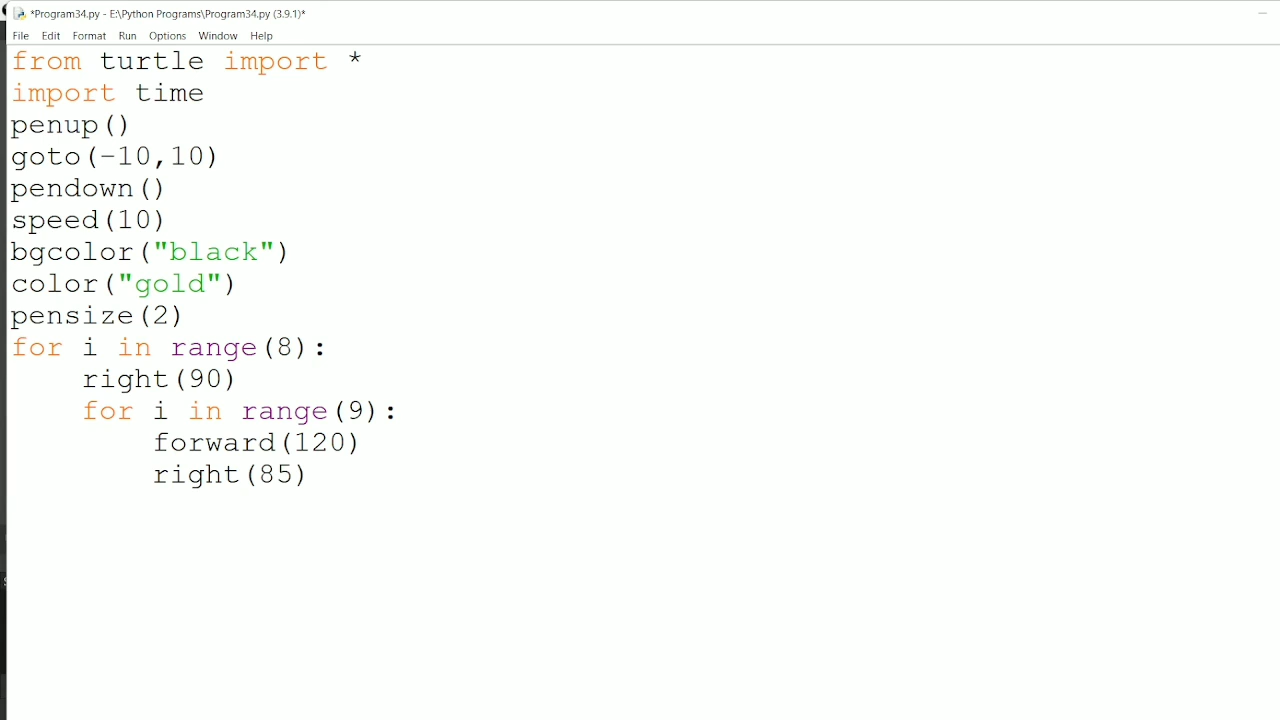 *Program34.py - E:\Python Programs\Program34.py (3.9.1)*
File Edit Format Run Options Window Help
from turtle import *
import time
penup()
goto(-10,10)
pendown()
speed(10)
bgcolor("black")
color("gold")
pensize(2)
for i in range(8):
    right(90)
    for i in range(9):
        forward(120)
        right(85)